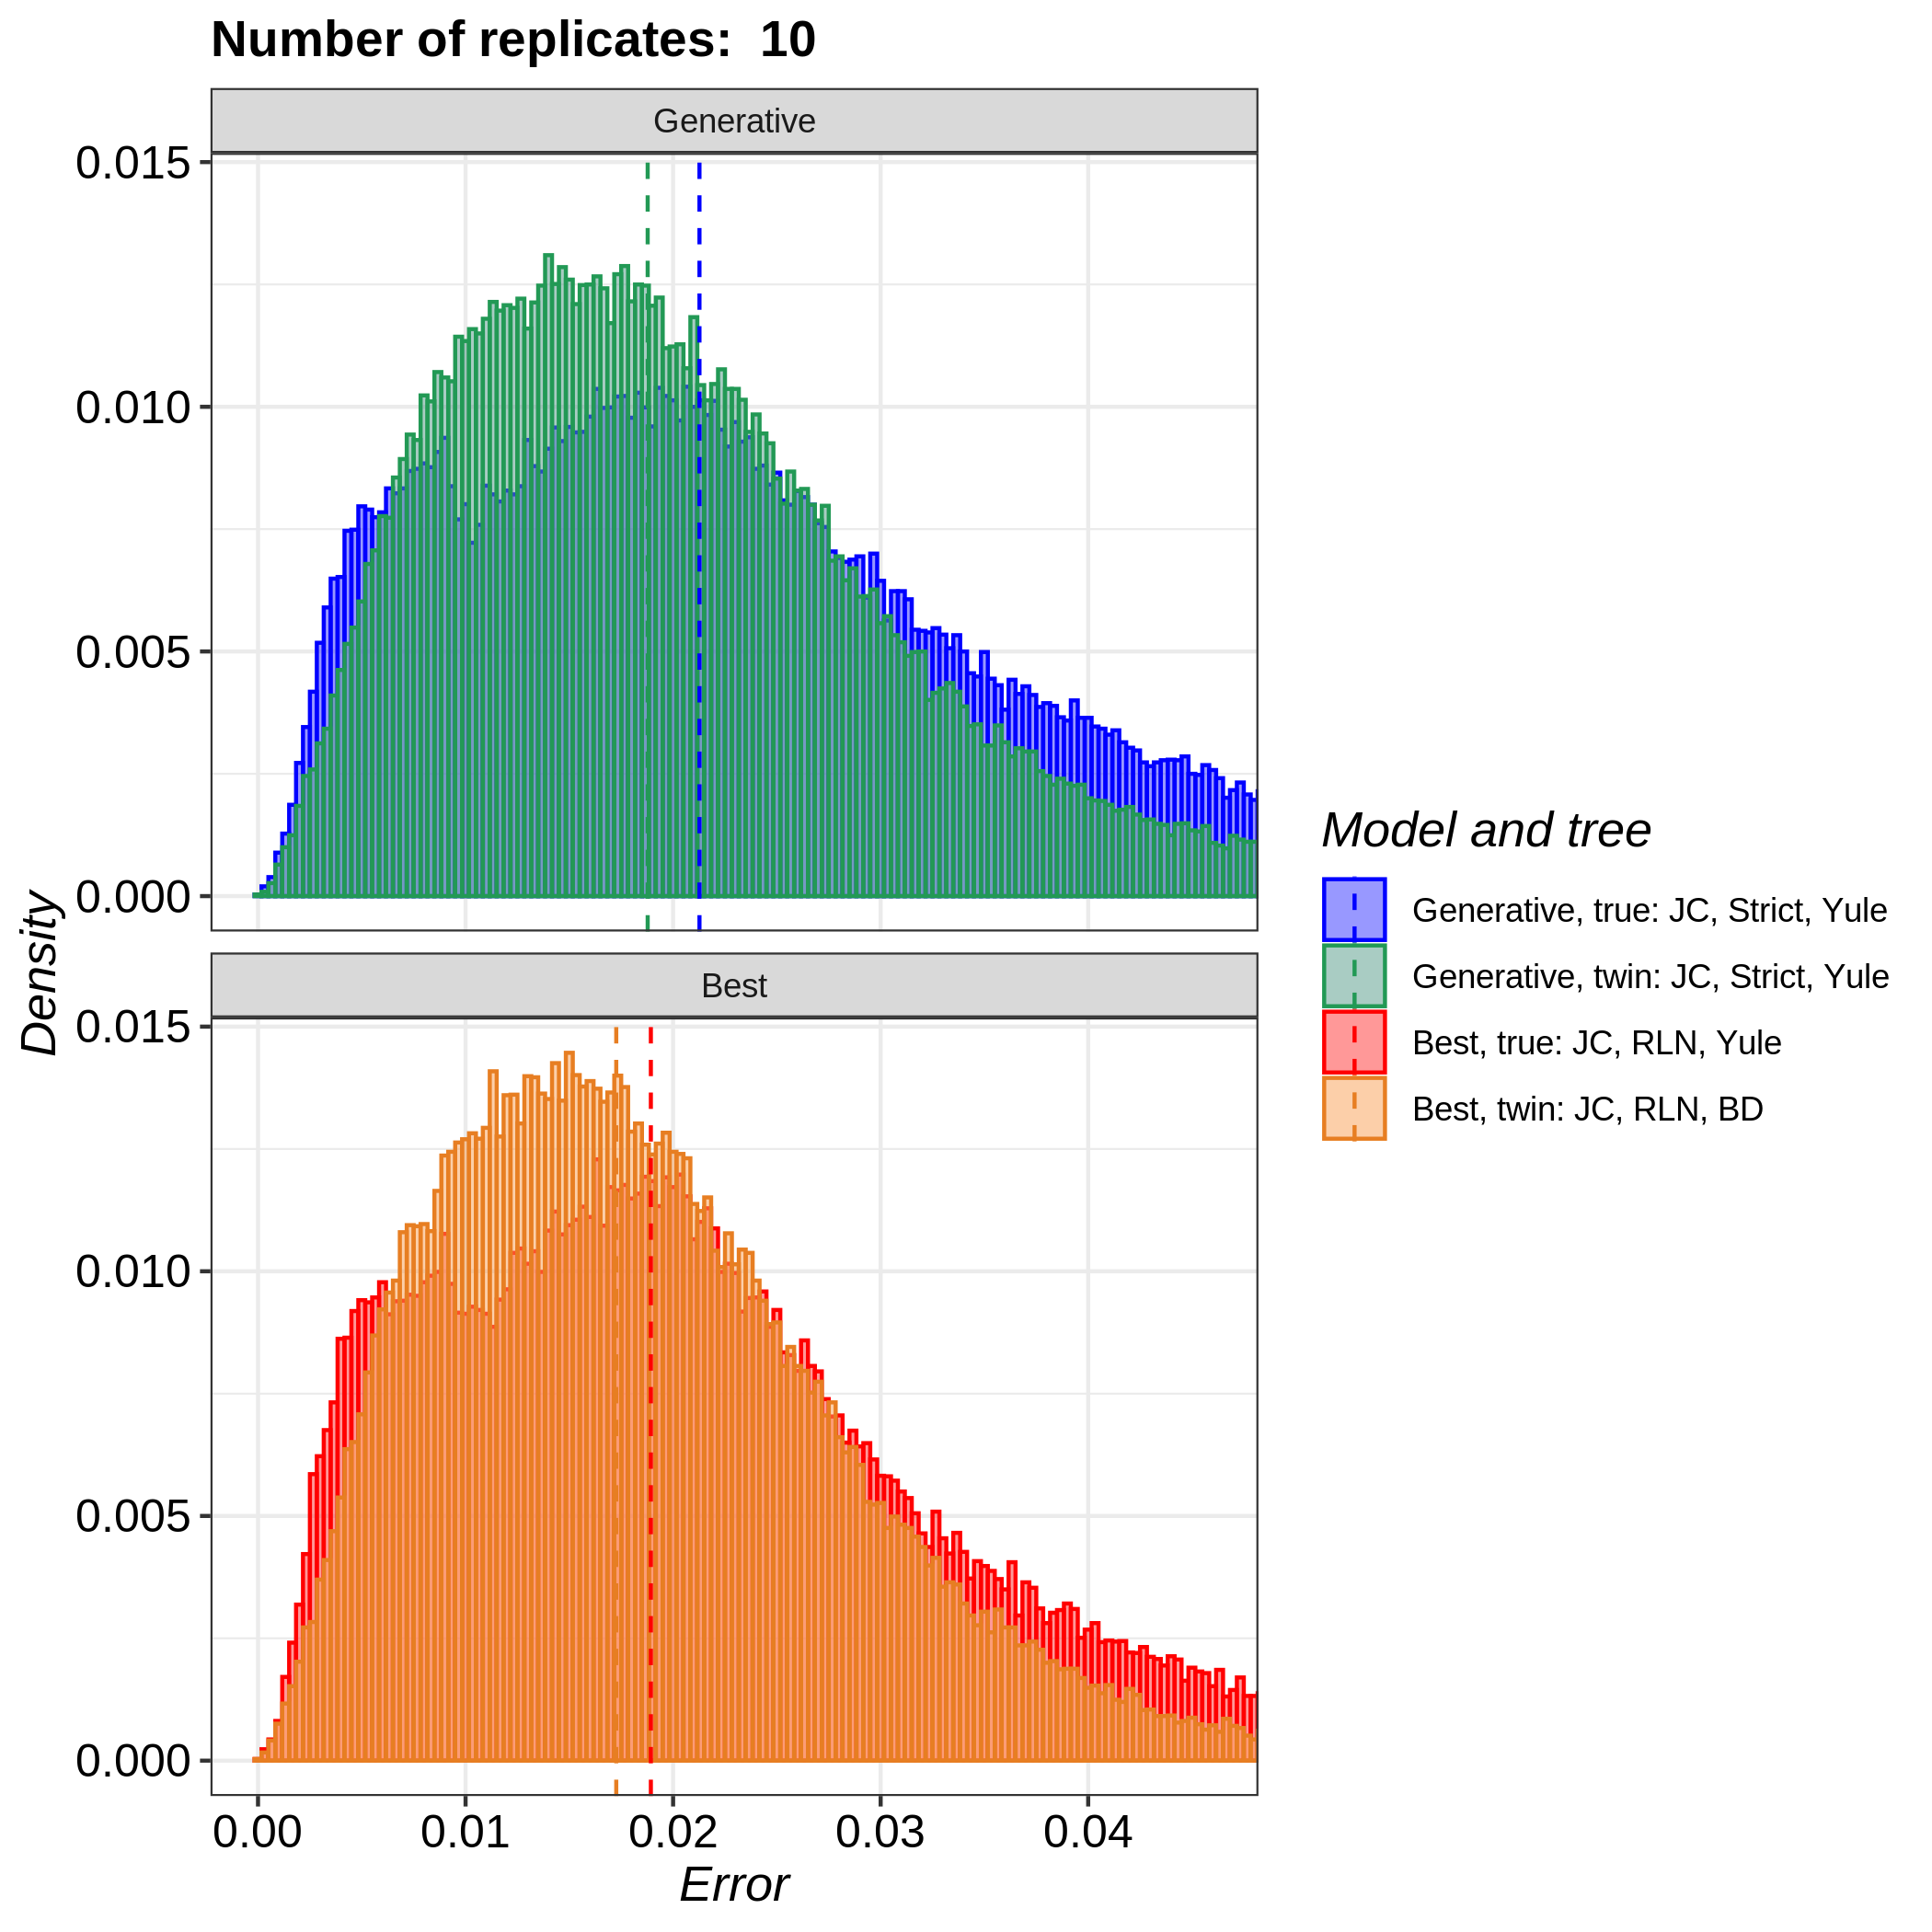 Number of replicates:  10
Generative
0.015
0.010
0.005
0.000
Best
0.015
0.010
0.005
0.000
0.00 0.01 0.02 0.03 0.04
Error
Density
Model and tree
Generative, true: JC, Strict, Yule
Generative, twin: JC, Strict, Yule
Best, true: JC, RLN, Yule
Best, twin: JC, RLN, BD